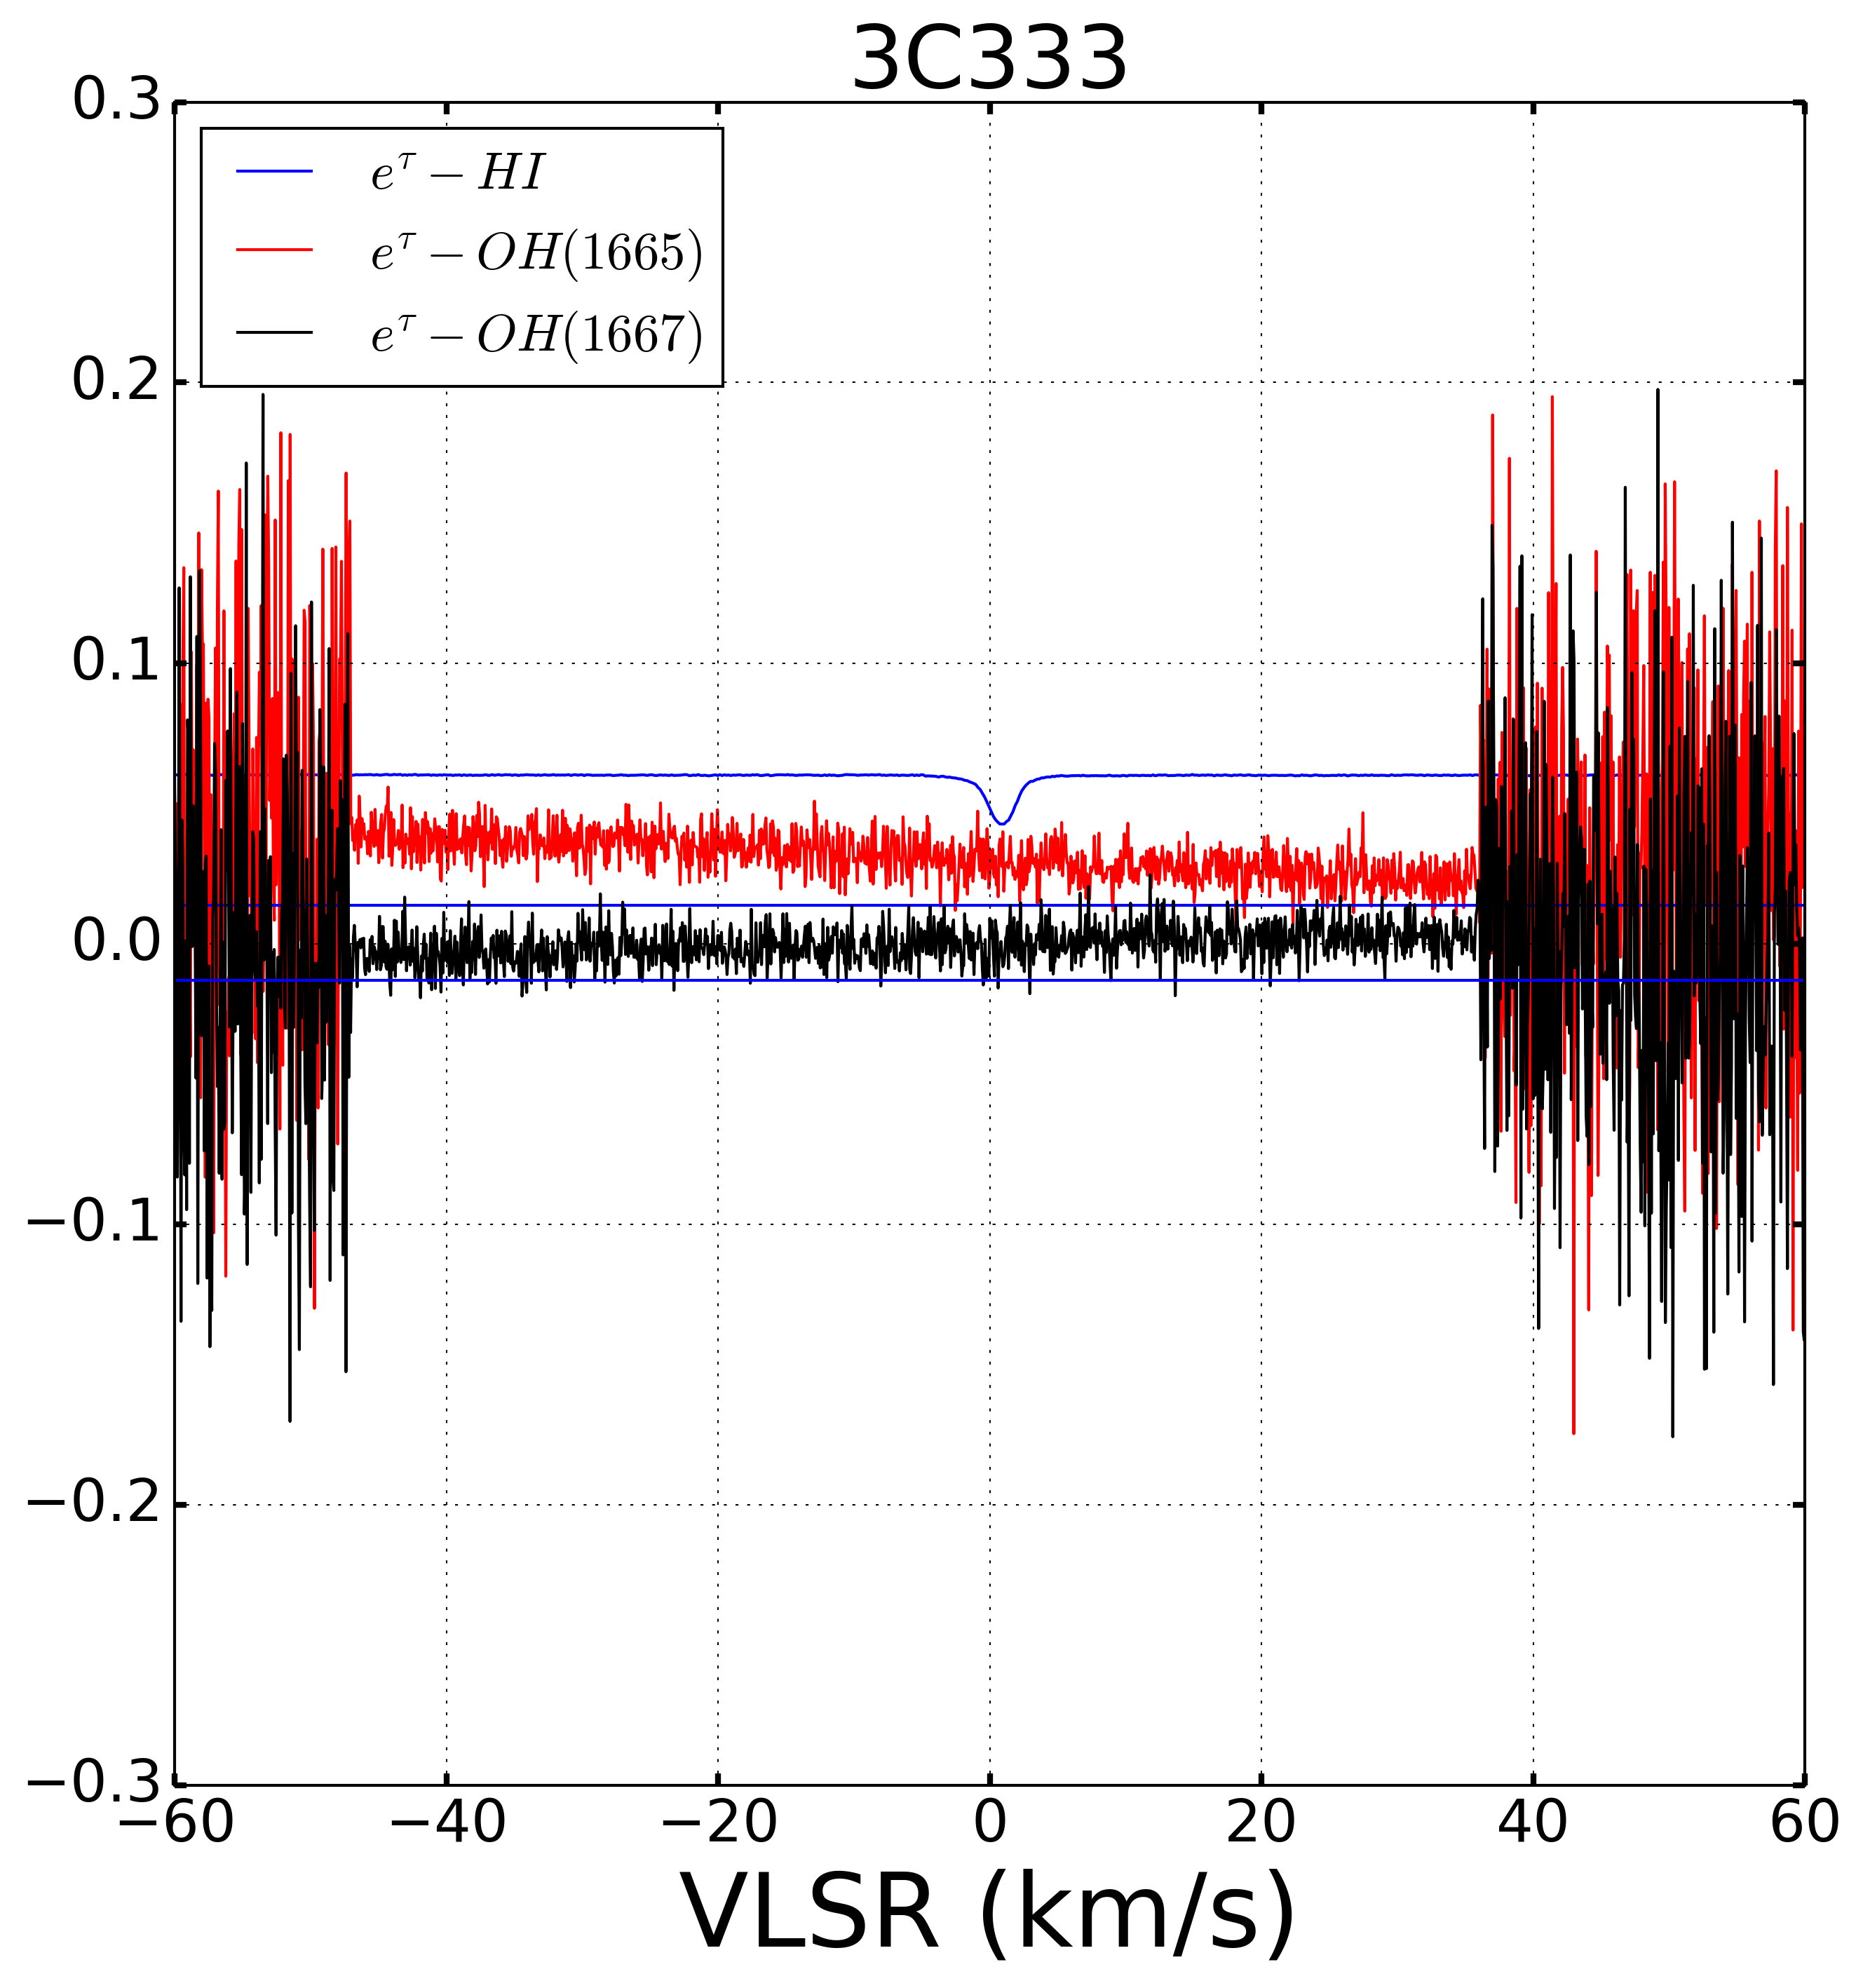 3C333
e^τ − HI
e^τ − OH(1665)
e^τ − OH(1667)
0.3
0.2
0.1
0.0
−0.1
−0.2
−0.3
−60 −40 −20 0 20 40 60
VLSR (km/s)